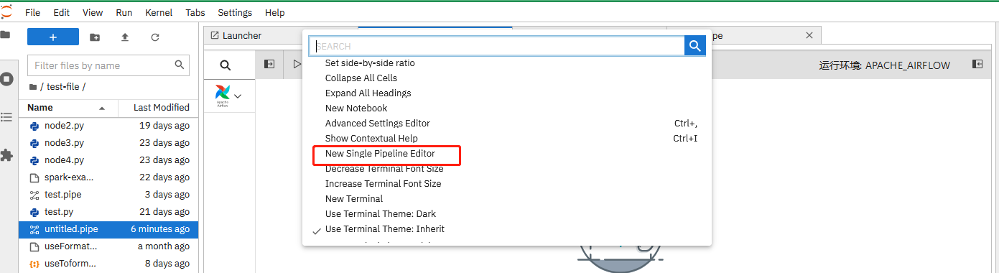 File Edit View Run Kernel Tabs Settings Help
Launcher
pe
Filter files by name
/ test-file /
Name Last Modified
node2.py 19 days ago
node3.py 23 days ago
node4.py 23 days ago
spark-exa... 22 days ago
test.pipe 3 days ago
test.py 21 days ago
untitled.pipe 6 minutes ago
useFormat... a month ago
useToform... 8 days ago
Apache
Airflow
运行环境: APACHE_AIRFLOW
SEARCH
Set side-by-side ratio
Collapse All Cells
Expand All Headings
New Notebook
Advanced Settings Editor Ctrl+,
Show Contextual Help Ctrl+I
New Single Pipeline Editor
Decrease Terminal Font Size
Increase Terminal Font Size
New Terminal
Use Terminal Theme: Dark
Use Terminal Theme: Inherit